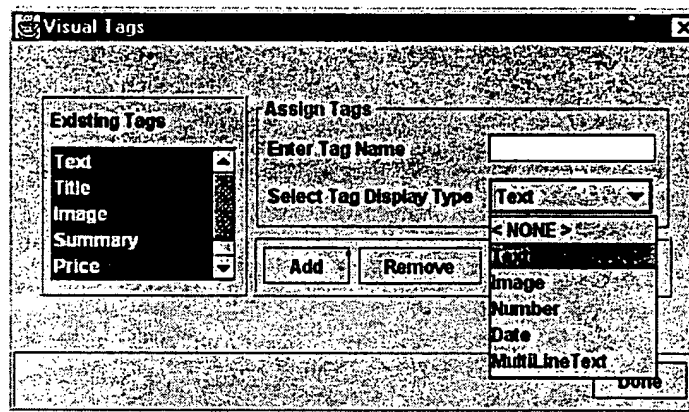 Visual Tags
Existing Tags
Text
Title
Image
Summary
Price
Assign Tags
Enter Tag Name
Select Tag Display Type
Text
< NONE >
Text
Image
Number
Date
MultiLineText
Add
Remove
Done